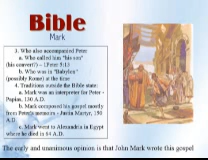 Bible
Mark
3. Who also accompanied Peter
a. Who called him "his son"
(his convert?) – 1Peter 5:13
b. Who was in "Babylon"
(possibly Rome) at the time
4. Traditions outside the Bible state:
a. Mark was an interpreter for Peter -
Papias, 130 A.D.
b. Mark composed his gospel mostly
from Peter's memoirs - Justin Martyr, 150
A.D.
c. Mark went to Alexandria in Egypt
where he died in 64 A.D.
The early and unanimous opinion is that John Mark wrote this gospel